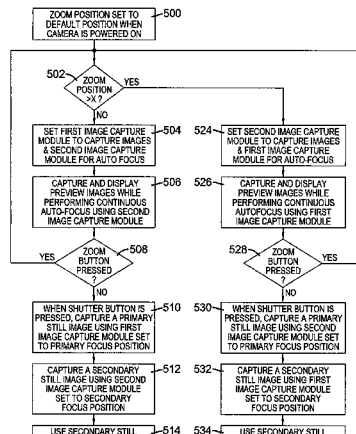 ZOOM POSITION SET TO
DEFAULT POSITION WHEN
CAMERA IS POWERED ON
500
502
ZOOM
POSITION
>X ?
YES
NO
SET FIRST IMAGE CAPTURE
MODULE TO CAPTURE IMAGES
& SECOND IMAGE CAPTURE
MODULE FOR AUTO FOCUS
504
524
SET SECOND IMAGE CAPTURE
MODULE TO CAPTURE IMAGES
& FIRST IMAGE CAPTURE
MODULE FOR AUTO-FOCUS
CAPTURE AND DISPLAY
PREVIEW IMAGES WHILE
PERFORMING CONTINUOUS
AUTO-FOCUS USING SECOND
IMAGE CAPTURE MODULE
506
526
CAPTURE AND DISPLAY
PREVIEW IMAGES WHILE
PERFORMING CONTINUOUS
AUTOFOCUS USING FIRST
IMAGE CAPTURE MODULE
YES
508
ZOOM
BUTTON
PRESSED
?
NO
528
ZOOM
BUTTON
PRESSED
?
YES
NO
WHEN SHUTTER BUTTON IS
PRESSED, CAPTURE A PRIMARY
STILL IMAGE USING FIRST
IMAGE CAPTURE MODULE SET
TO PRIMARY FOCUS POSITION
510
530
WHEN SHUTTER BUTTON IS
PRESSED, CAPTURE A PRIMARY
STILL IMAGE USING SECOND
IMAGE CAPTURE MODULE SET
TO PRIMARY FOCUS POSITION
CAPTURE A SECONDARY
STILL IMAGE USING SECOND
IMAGE CAPTURE MODULE
SET TO SECONDARY
FOCUS POSITION
512
532
CAPTURE A SECONDARY
STILL IMAGE USING FIRST
IMAGE CAPTURE MODULE
SET TO SECONDARY
FOCUS POSITION
USE SECONDARY STILL
514
534
USE SECONDARY STILL